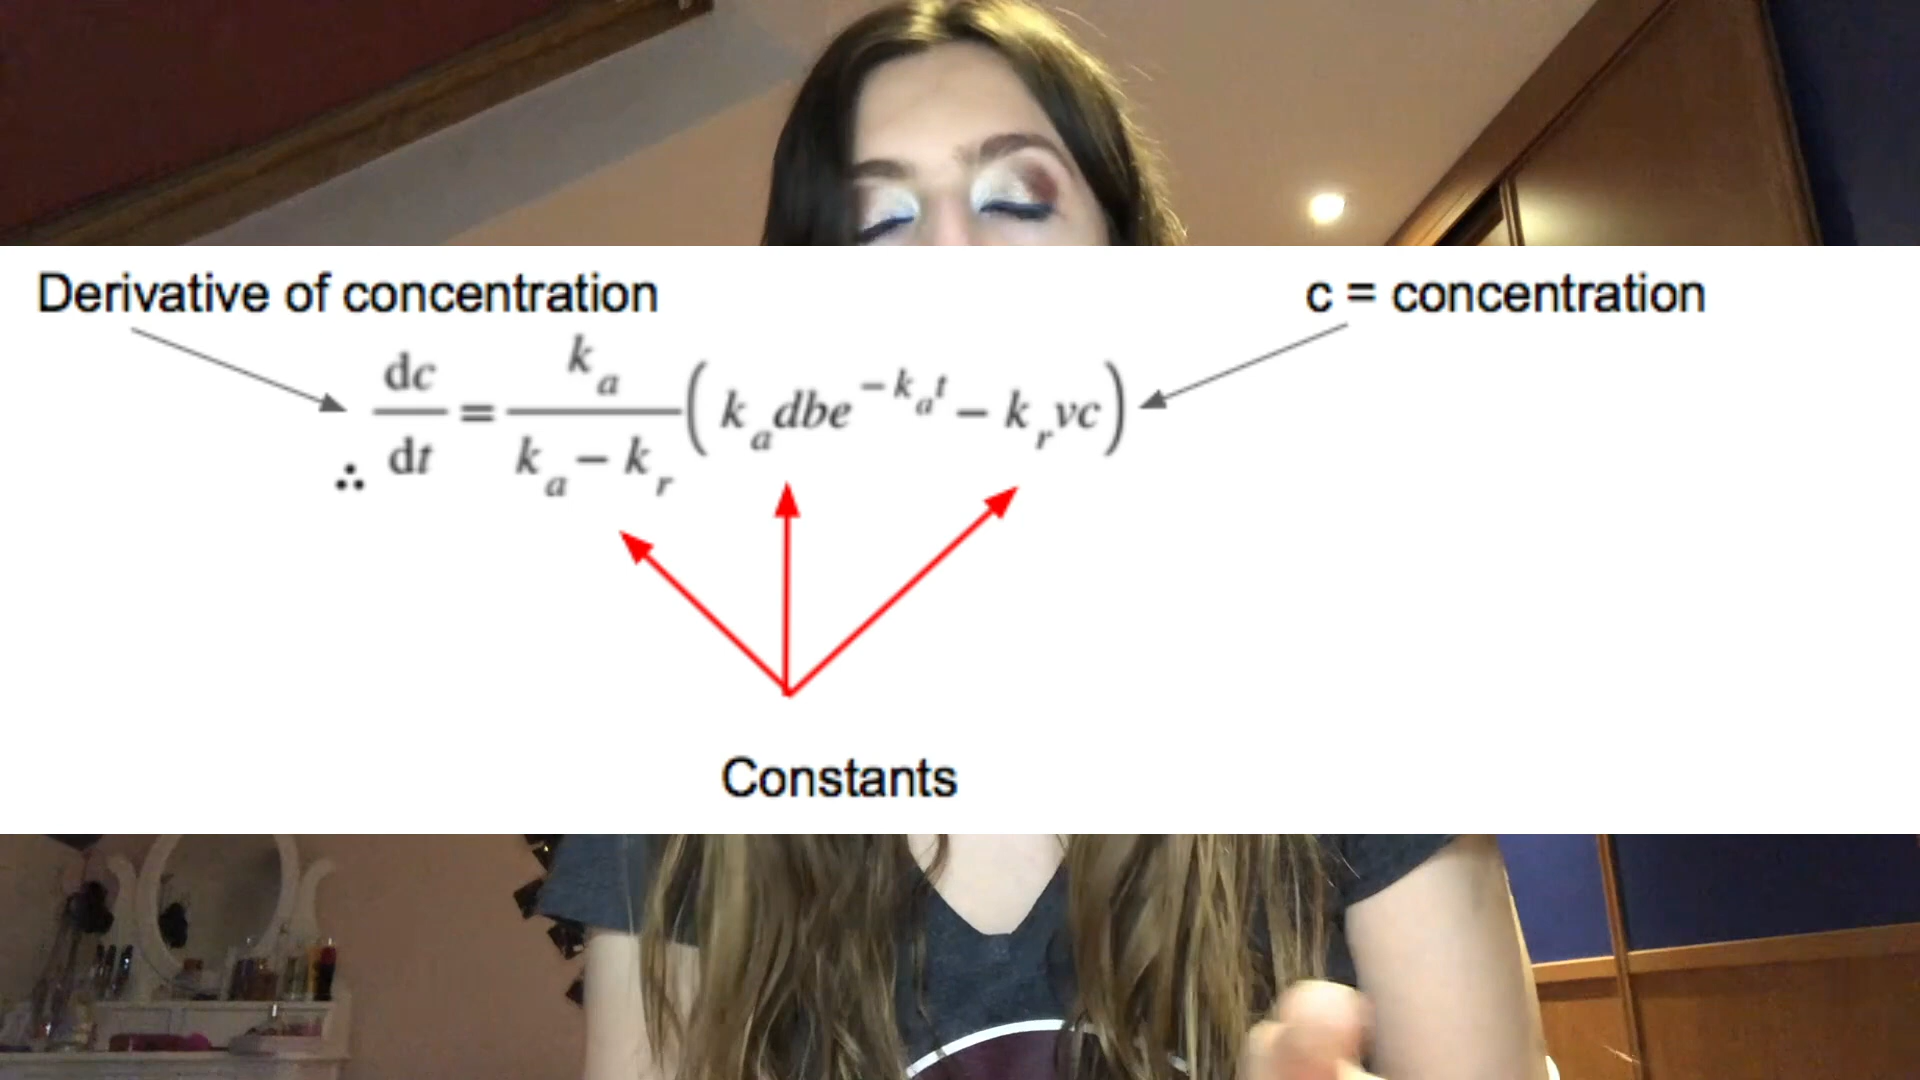 Derivative of concentration
c = concentration
∴ dc/dt = k_a/(k_a − k_r) (k_a dbe^(−k_a t) − k_r vc)
Constants